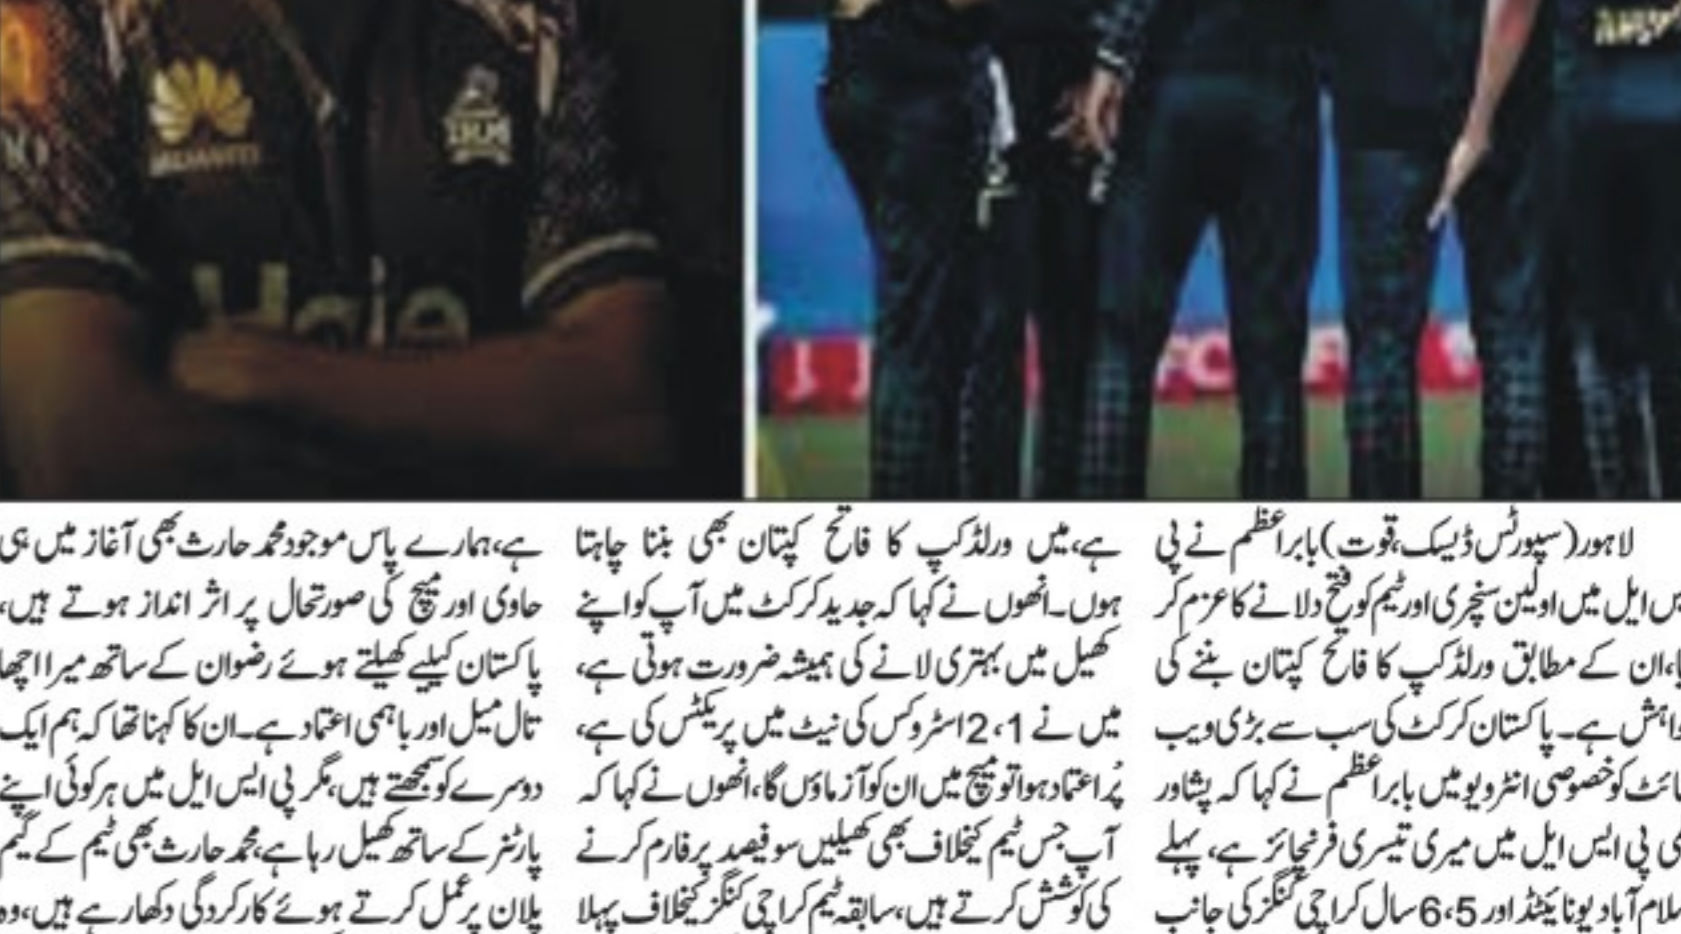 HUAWEI
Haie
لاہور(سپورٹس ڈیسک،قوت)بابراعظم نے پی
ایل میں اولین سنچری اور ٹیم کو فتح دلانے کا عزم کر
ان کے مطابق ورلڈکپ کا فاتح کپتان بننے کی
ہے۔پاکستان کرکٹ کی سب سے بڑی ویب
کو خصوصی انٹرویو میں بابراعظم نے کہا کہ پشاور
پی ایس ایل میں میری تیسری فرنچائز ہے، پہلے
یونائیٹڈ اور 6،5 سال کراچی کنگز کی جانب
ہے،میں ورلڈکپ کا فاتح کپتان بھی بننا چاہتا
ہوں۔انھوں نے کہا کہ جدید کرکٹ میں آپ کو اپنے
کھیل میں بہتری لانے کی ہمیشہ ضرورت ہوتی ہے،
میں نے 1،2اسٹروکس کی نیٹ میں پریکٹس کی ہے،
پُراعتماد ہوا تو میچ میں ان کو آزماؤں گا،انھوں نے کہا کہ
آپ جس ٹیم کیخلاف بھی کھیلیں سو فیصد پرفارم کرنے
کی کوشش کرتے ہیں،سابقہ ٹیم کراچی کنگز کیخلاف پہلا
ہے،ہمارے پاس موجود محمد حارث بھی آغاز میں ہی
حاوی اور میچ کی صورتحال پر اثر انداز ہوتے ہیں،
پاکستان کیلیے کھیلتے ہوئے رضوان کے ساتھ میرا اچھا
تال میل اور باہمی اعتماد ہے۔ان کا کہنا تھا کہ ہم ایک
دوسرے کو سمجھتے ہیں،مگر پی ایس ایل میں ہر کوئی اپنے
پارٹنر کے ساتھ کھیل رہا ہے،محمد حارث بھی ٹیم کے گیم
پلان پر عمل کرتے ہوئے کارکردگی دکھا رہے ہیں،وہ